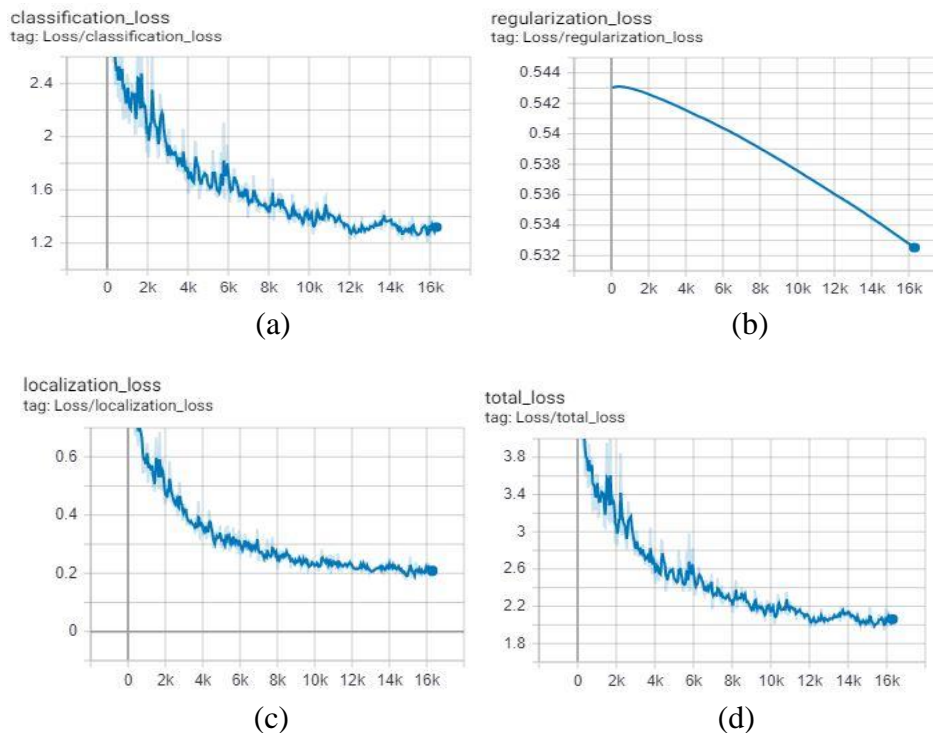 classification_loss
tag: Loss/classification_loss
2.4
2
1.6
1.2
0 2k 4k 6k 8k 10k 12k 14k 16k
(a)
regularization_loss
tag: Loss/regularization_loss
0.544
0.542
0.54
0.538
0.536
0.534
0.532
0 2k 4k 6k 8k 10k 12k 14k 16k
(b)
localization_loss
tag: Loss/localization_loss
0.6
0.4
0.2
0
0 2k 4k 6k 8k 10k 12k 14k 16k
(c)
total_loss
tag: Loss/total_loss
3.8
3.4
3
2.6
2.2
1.8
0 2k 4k 6k 8k 10k 12k 14k 16k
(d)